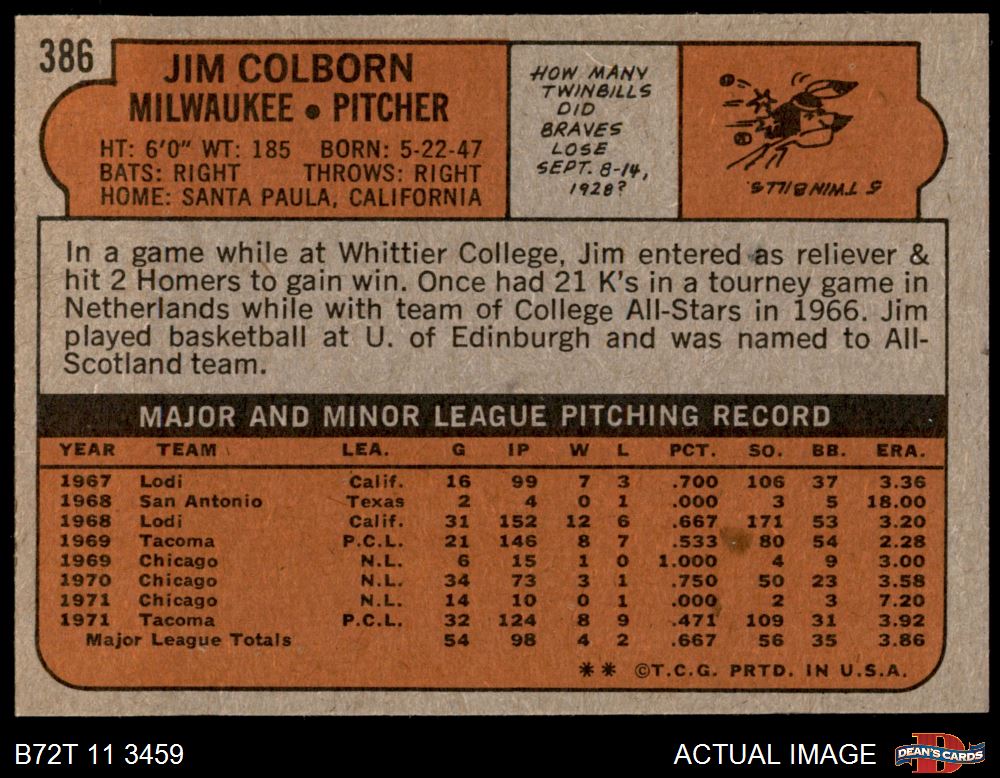 386
JIM COLBORN
MILWAUKEE • PITCHER
HT: 6'0" WT: 185 BORN: 5-22-47
BATS: RIGHT THROWS: RIGHT
HOME: SANTA PAULA, CALIFORNIA
HOW MANY
TWINBILLS
DID
BRAVES
LOSE
SEPT. 8-14,
1928?
5 TWINBILLS.
In a game while at Whittier College, Jim entered as reliever &
hit 2 Homers to gain win. Once had 21 K's in a tourney game in
Netherlands while with team of College All-Stars in 1966. Jim
played basketball at U. of Edinburgh and was named to All-
Scotland team.
MAJOR AND MINOR LEAGUE PITCHING RECORD
YEAR TEAM LEA. G IP W L PCT. SO. BB. ERA.
1967 Lodi Calif. 16 99 7 3 .700 106 37 3.36
1968 San Antonio Texas 2 4 0 1 .000 3 5 18.00
1968 Lodi Calif. 31 152 12 6 .667 171 53 3.20
1969 Tacoma P.C.L. 21 146 8 7 .533 80 54 2.28
1969 Chicago N.L. 6 15 1 0 1.000 4 9 3.00
1970 Chicago N.L. 34 73 3 1 .750 50 23 3.58
1971 Chicago N.L. 14 10 0 1 .000 2 3 7.20
1971 Tacoma P.C.L. 32 124 8 9 .471 109 31 3.92
Major League Totals 54 98 4 2 .667 56 35 3.86
** ©T.C.G. PRTD. IN U.S.A.
B72T 11 3459
ACTUAL IMAGE
DEAN'S CARDS